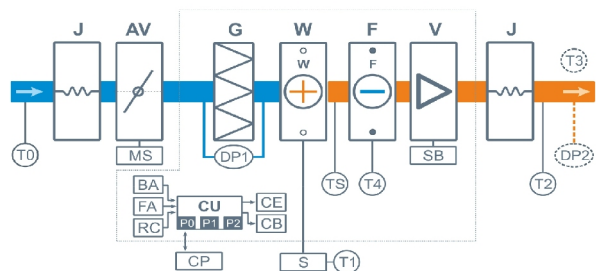 J AV G W F V J
W F T3
T0 MS DP1 TS T4 SB T2 DP2
BA CU CE
FA P0 P1 P2 CB
RC
CP S T1